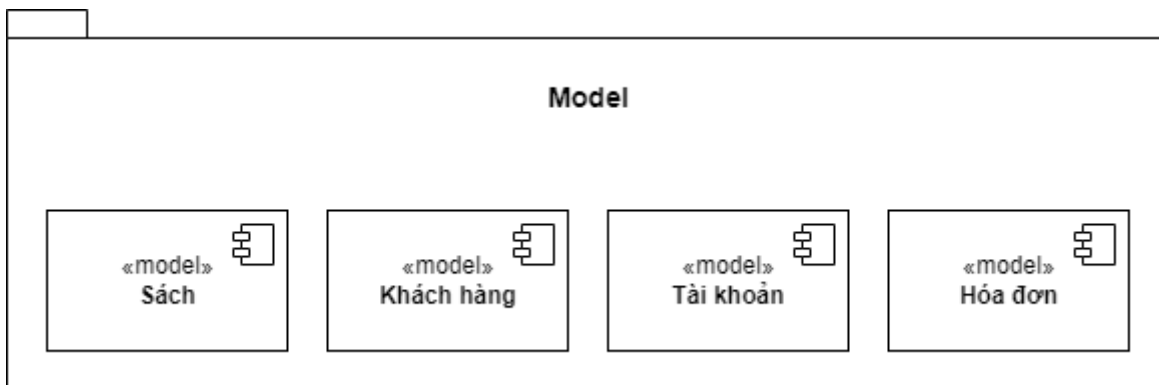 Model
«model»
Sách
«model»
Khách hàng
«model»
Tài khoản
«model»
Hóa đơn